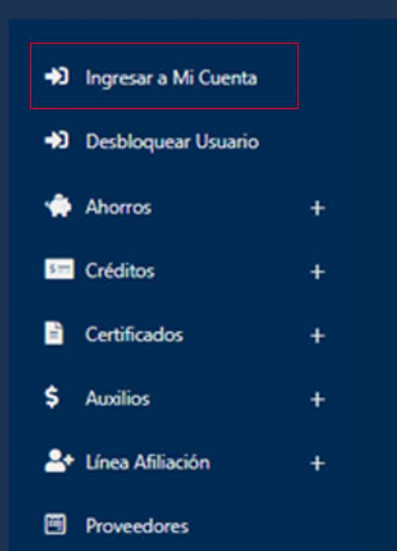 Ingresar a Mi Cuenta
Desbloquear Usuario
Ahorros +
Créditos +
Certificados +
$ Auxilios +
Línea Afiliación +
Proveedores